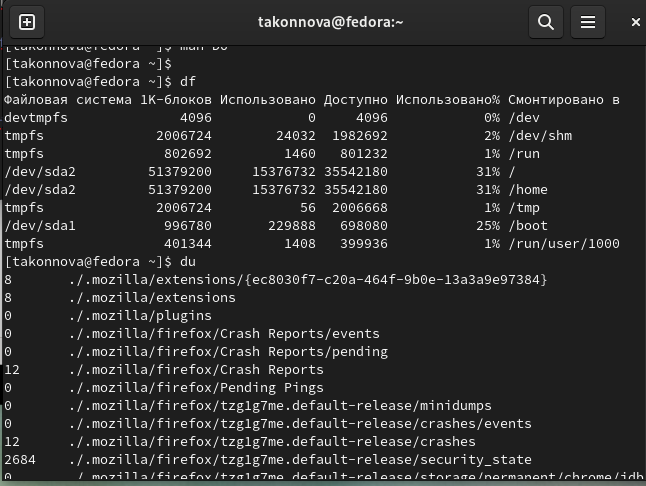 takonnova@fedora:~
[takonnova@fedora ~]$ man Du
[takonnova@fedora ~]$
[takonnova@fedora ~]$ df
Файловая система 1K-блоков Использовано Доступно Использовано% Смонтировано в
devtmpfs 4096 0 4096 0% /dev
tmpfs 2006724 24032 1982692 2% /dev/shm
tmpfs 802692 1460 801232 1% /run
/dev/sda2 51379200 15376732 35542180 31% /
/dev/sda2 51379200 15376732 35542180 31% /home
tmpfs 2006724 56 2006668 1% /tmp
/dev/sda1 996780 229888 698080 25% /boot
tmpfs 401344 1408 399936 1% /run/user/1000
[takonnova@fedora ~]$ du
8 ./.mozilla/extensions/{ec8030f7-c20a-464f-9b0e-13a3a9e97384}
8 ./.mozilla/extensions
0 ./.mozilla/plugins
0 ./.mozilla/firefox/Crash Reports/events
0 ./.mozilla/firefox/Crash Reports/pending
12 ./.mozilla/firefox/Crash Reports
0 ./.mozilla/firefox/Pending Pings
0 ./.mozilla/firefox/tzg1g7me.default-release/minidumps
0 ./.mozilla/firefox/tzg1g7me.default-release/crashes/events
12 ./.mozilla/firefox/tzg1g7me.default-release/crashes
2684 ./.mozilla/firefox/tzg1g7me.default-release/security_state
0 ./.mozilla/firefox/tzg1g7me.default-release/storage/permanent/chrome/idb